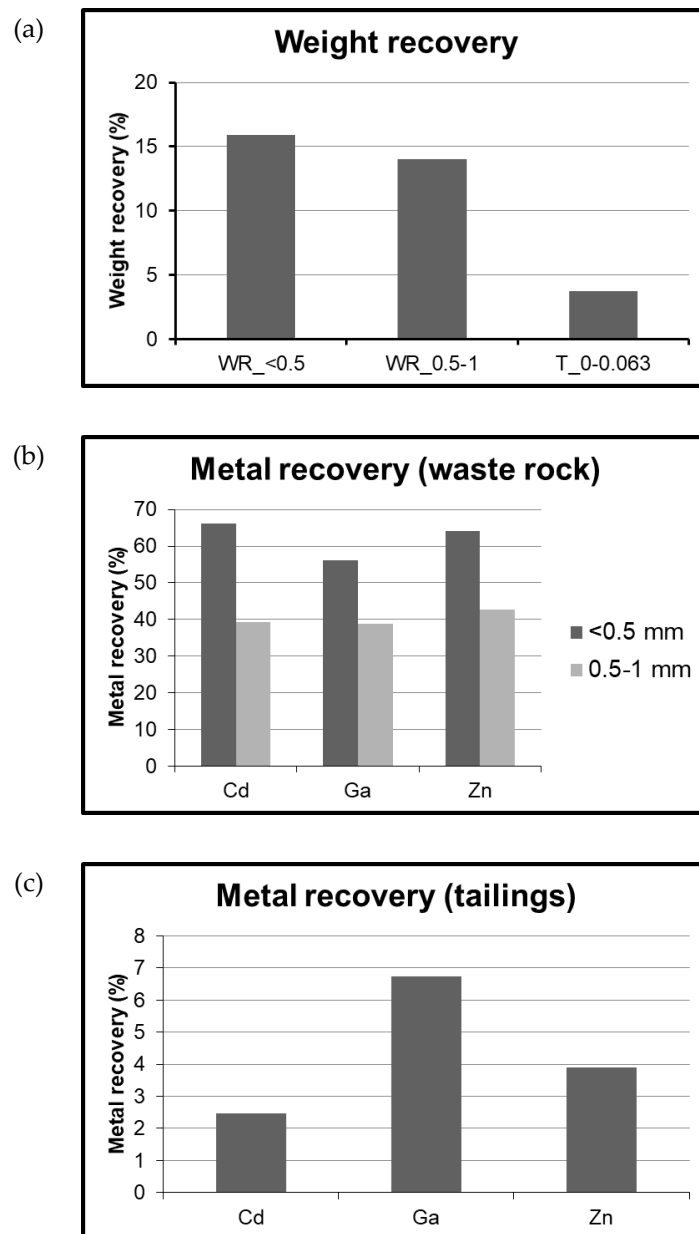 (a)
Weight recovery
Weight recovery (%)
20
15
10
5
0
WR_<0.5 WR_0.5-1 T_0-0.063
(b)
Metal recovery (waste rock)
Metal recovery (%)
70
60
50
40
30
20
10
0
Cd Ga Zn
<0.5 mm
0.5-1 mm
(c)
Metal recovery (tailings)
Metal recovery (%)
8
7
6
5
4
3
2
1
0
Cd Ga Zn